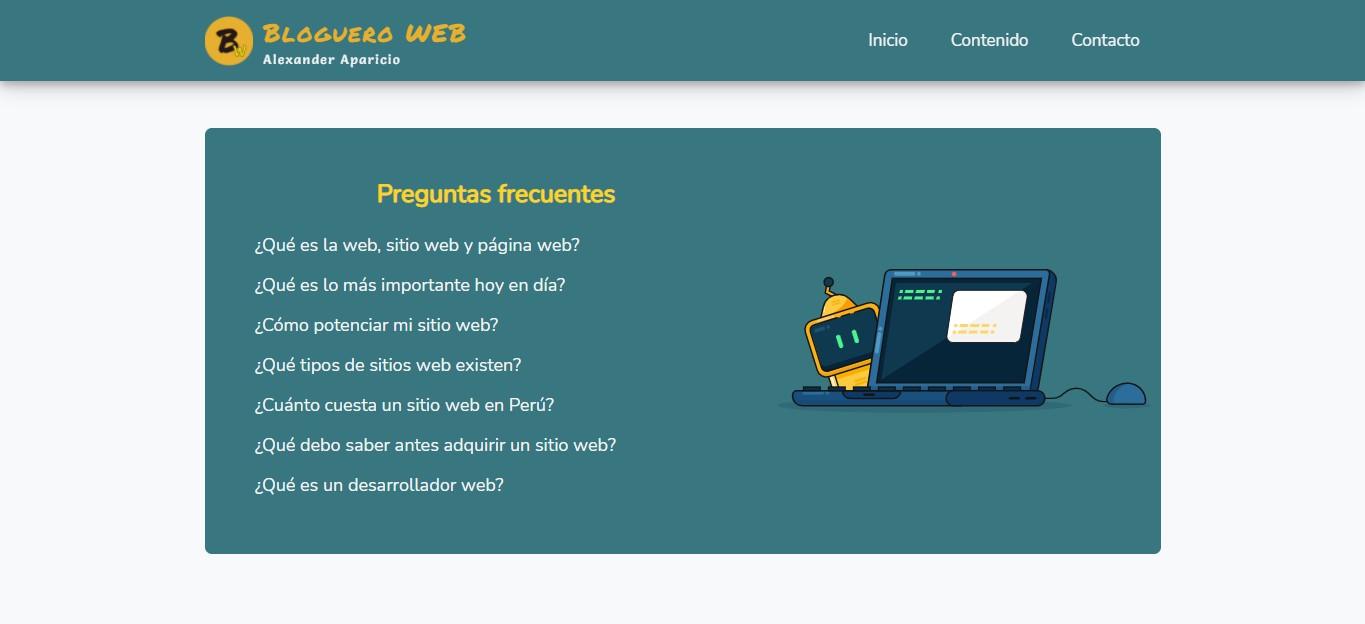 Bloguero WEB
Alexander Aparicio
Inicio Contenido Contacto
Preguntas frecuentes
¿Qué es la web, sitio web y página web?
¿Qué es lo más importante hoy en día?
¿Cómo potenciar mi sitio web?
¿Qué tipos de sitios web existen?
¿Cuánto cuesta un sitio web en Perú?
¿Qué debo saber antes adquirir un sitio web?
¿Qué es un desarrollador web?